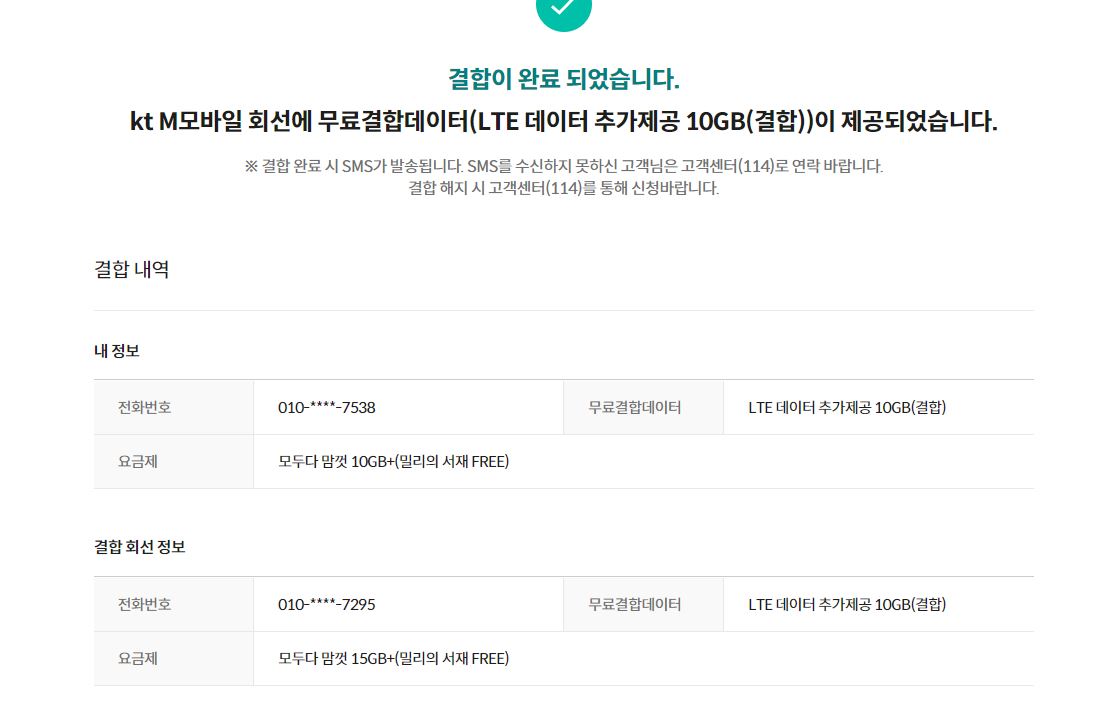 결합이 완료 되었습니다.
kt M모바일 회선에 무료결합데이터(LTE 데이터 추가제공 10GB(결합))이 제공되었습니다.
※ 결합 완료 시 SMS가 발송됩니다. SMS를 수신하지 못하신 고객님은 고객센터(114)로 연락 바랍니다.
결합 해지 시 고객센터(114)를 통해 신청바랍니다.
결합 내역
내 정보
전화번호 010-****-7538 무료결합데이터 LTE 데이터 추가제공 10GB(결합)
요금제 모두다 맘껏 10GB+(밀리의 서재 FREE)
결합 회선 정보
전화번호 010-****-7295 무료결합데이터 LTE 데이터 추가제공 10GB(결합)
요금제 모두다 맘껏 15GB+(밀리의 서재 FREE)